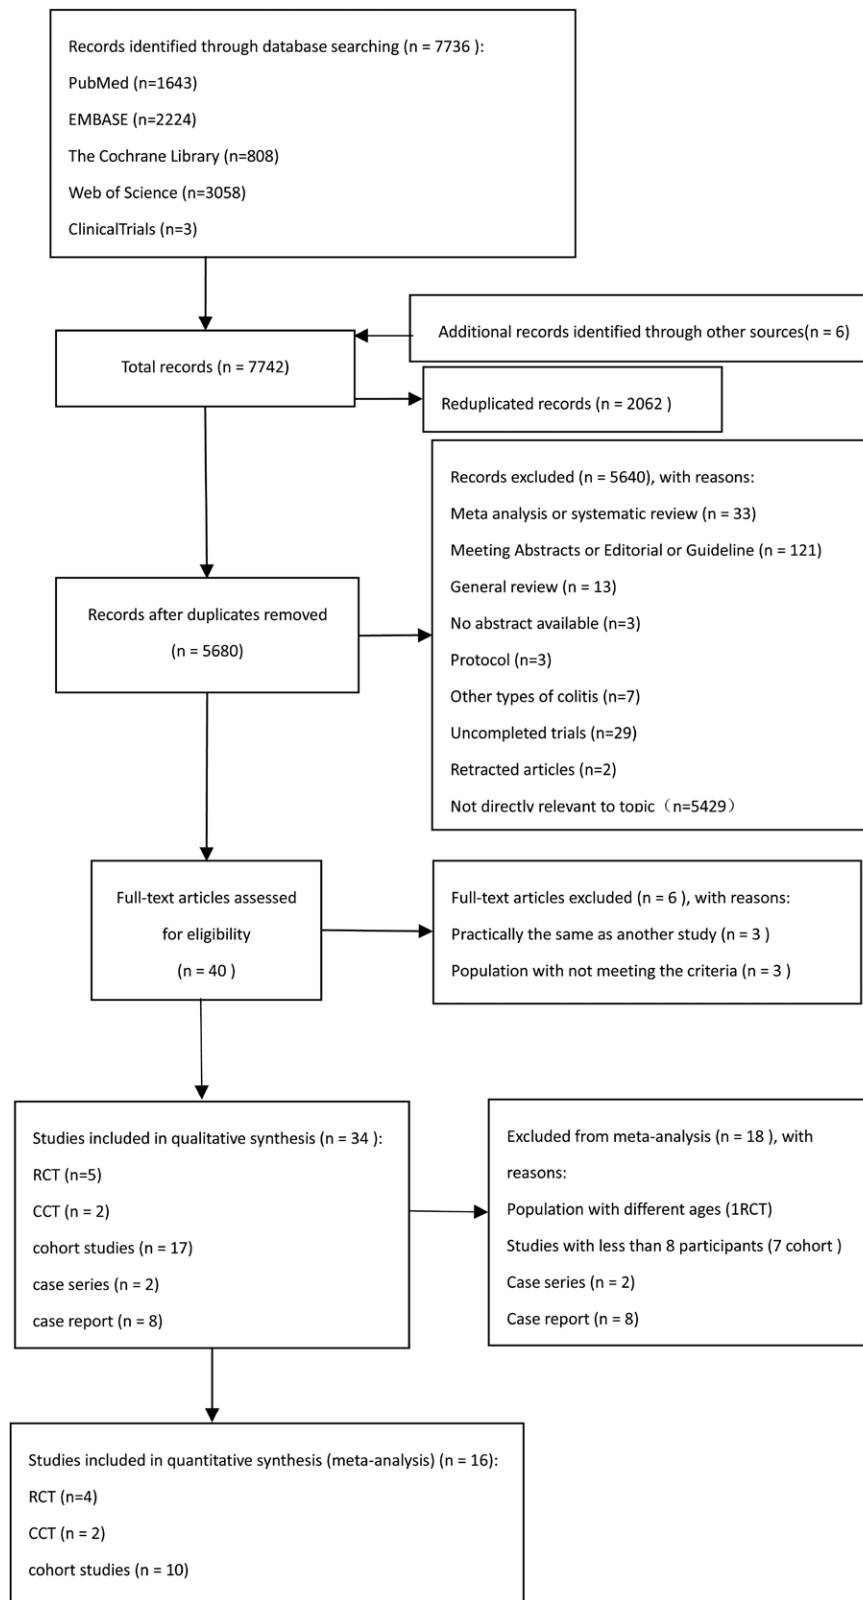 Records identified through database searching (n = 7736 ):
PubMed (n=1643)
EMBASE (n=2224)
The Cochrane Library (n=808)
Web of Science (n=3058)
ClinicalTrials (n=3)
Additional records identified through other sources(n = 6)
Total records (n = 7742)
Reduplicated records (n = 2062 )
Records excluded (n = 5640), with reasons:
Meta analysis or systematic review (n = 33)
Meeting Abstracts or Editorial or Guideline (n = 121)
General review (n = 13)
No abstract available (n=3)
Protocol (n=3)
Other types of colitis (n=7)
Uncompleted trials (n=29)
Retracted articles (n=2)
Not directly relevant to topic（n=5429）
Records after duplicates removed
(n = 5680)
Full-text articles assessed
for eligibility
(n = 40 )
Full-text articles excluded (n = 6 ), with reasons:
Practically the same as another study (n = 3 )
Population with not meeting the criteria (n = 3 )
Studies included in qualitative synthesis (n = 34 ):
RCT (n=5)
CCT (n = 2)
cohort studies (n = 17)
case series (n = 2)
case report (n = 8)
Excluded from meta-analysis (n = 18 ), with
reasons:
Population with different ages (1RCT)
Studies with less than 8 participants (7 cohort )
Case series (n = 2)
Case report (n = 8)
Studies included in quantitative synthesis (meta-analysis) (n = 16):
RCT (n=4)
CCT (n = 2)
cohort studies (n = 10)